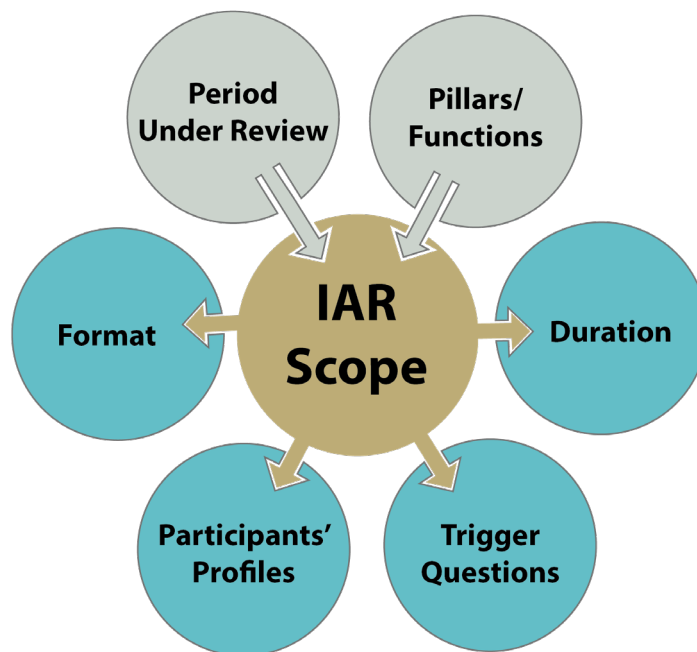 Period
Under Review
Pillars/
Functions
IAR
Scope
Format
Duration
Participants’
Profiles
Trigger
Questions